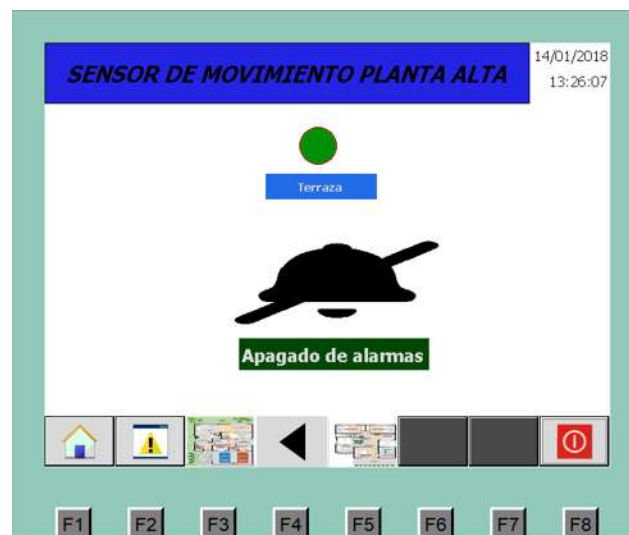 SENSOR DE MOVIMIENTO PLANTA ALTA
14/01/2018
13:26:07
Terraza
Apagado de alarmas
F1 F2 F3 F4 F5 F6 F7 F8